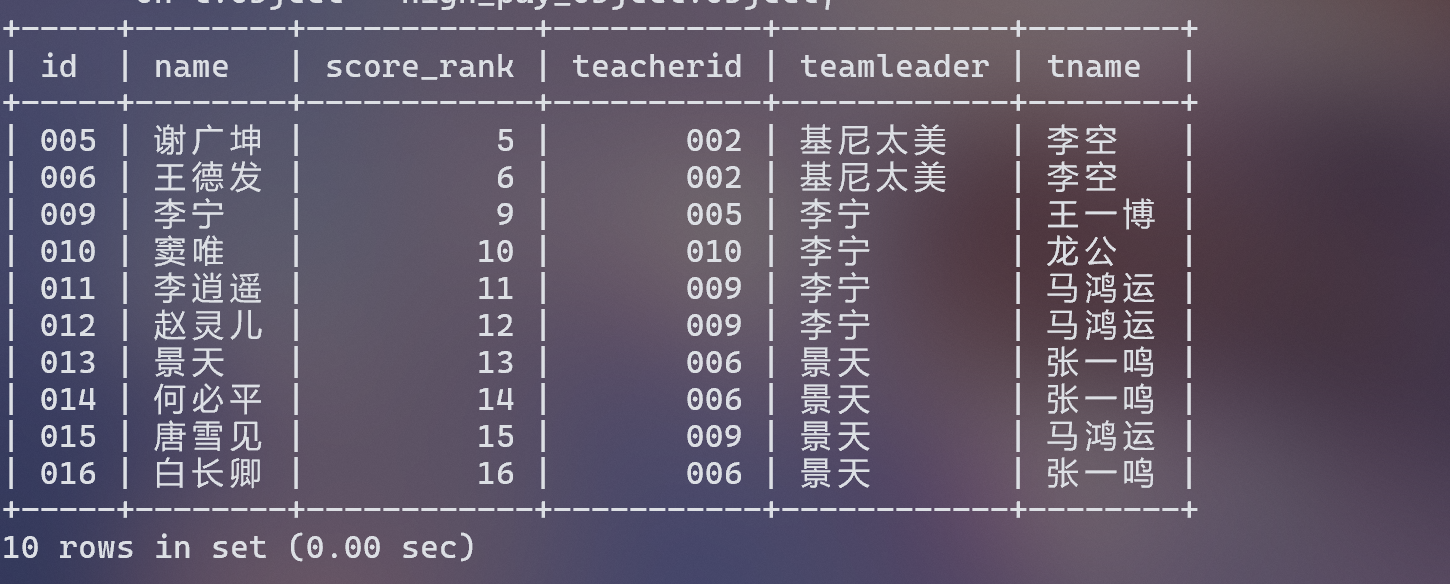 on t.object = high_pay_object.object;
+-----+--------+------------+-----------+------------+--------+
| id | name | score_rank | teacherid | teamleader | tname |
+-----+--------+------------+-----------+------------+--------+
| 005 | 谢广坤 | 5 | 002 | 基尼太美 | 李空 |
| 006 | 王德发 | 6 | 002 | 基尼太美 | 李空 |
| 009 | 李宁 | 9 | 005 | 李宁 | 王一博 |
| 010 | 窦唯 | 10 | 010 | 李宁 | 龙公 |
| 011 | 李逍遥 | 11 | 009 | 李宁 | 马鸿运 |
| 012 | 赵灵儿 | 12 | 009 | 李宁 | 马鸿运 |
| 013 | 景天 | 13 | 006 | 景天 | 张一鸣 |
| 014 | 何必平 | 14 | 006 | 景天 | 张一鸣 |
| 015 | 唐雪见 | 15 | 009 | 景天 | 马鸿运 |
| 016 | 白长卿 | 16 | 006 | 景天 | 张一鸣 |
+-----+--------+------------+-----------+------------+--------+
10 rows in set (0.00 sec)